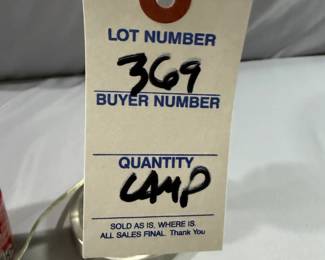 LOT NUMBER
369
BUYER NUMBER
QUANTITY
LAMP
SOLD AS IS. WHERE IS.
ALL SALES FINAL. Thank You